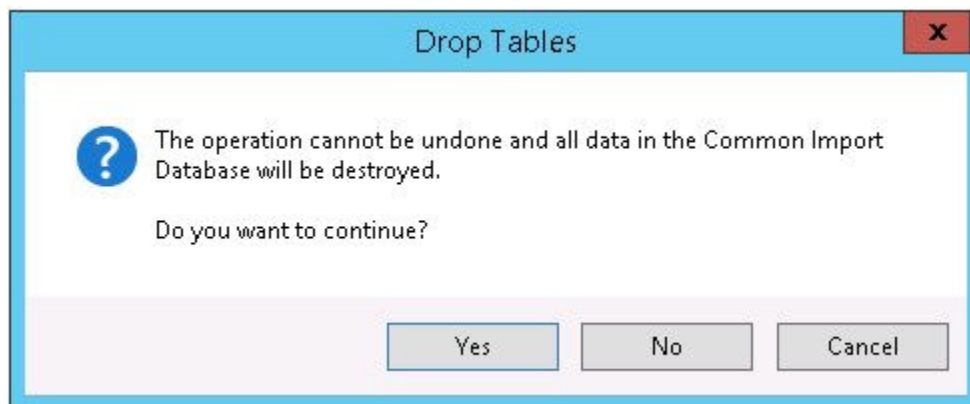 Drop Tables
x
?
The operation cannot be undone and all data in the Common Import
Database will be destroyed.
Do you want to continue?
Yes No Cancel